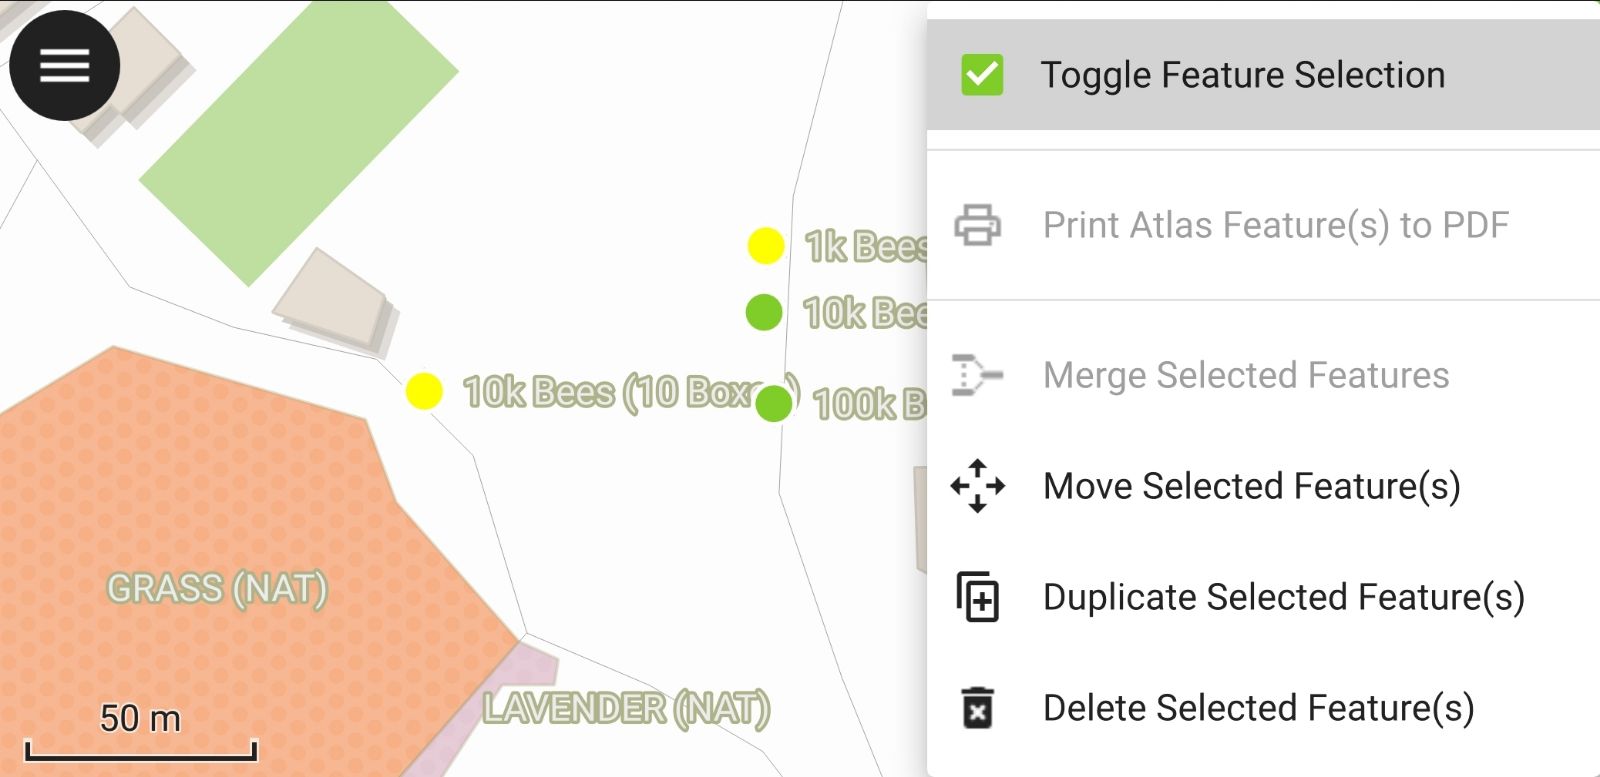 Toggle Feature Selection
Print Atlas Feature(s) to PDF
Merge Selected Features
Move Selected Feature(s)
Duplicate Selected Feature(s)
Delete Selected Feature(s)
1k Bees
10k Bee
10k Bees (10 Box
100k B
GRASS (NAT)
LAVENDER (NAT)
50 m